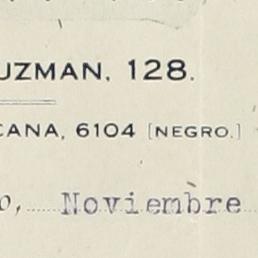 UZMAN, 128.
CANA, 6104 [NEGRO.]
o, Noviembre